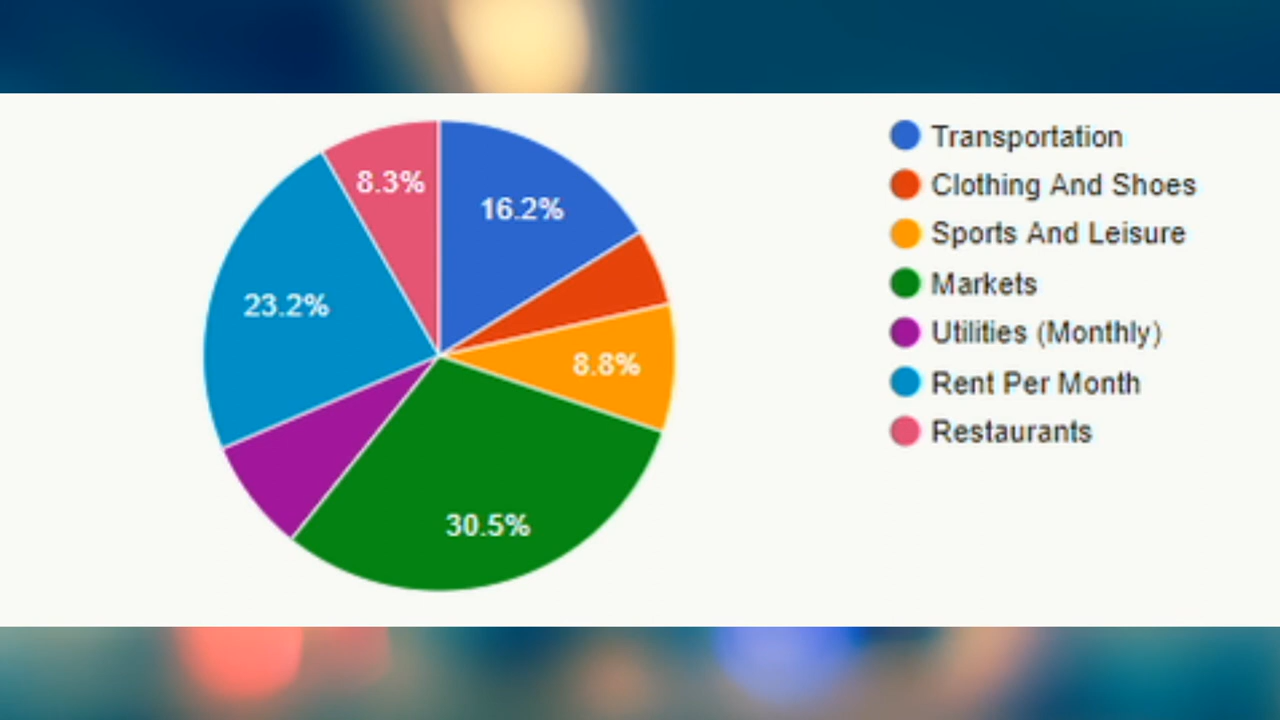 8.3%
16.2%
23.2%
8.8%
30.5%
Transportation
Clothing And Shoes
Sports And Leisure
Markets
Utilities (Monthly)
Rent Per Month
Restaurants